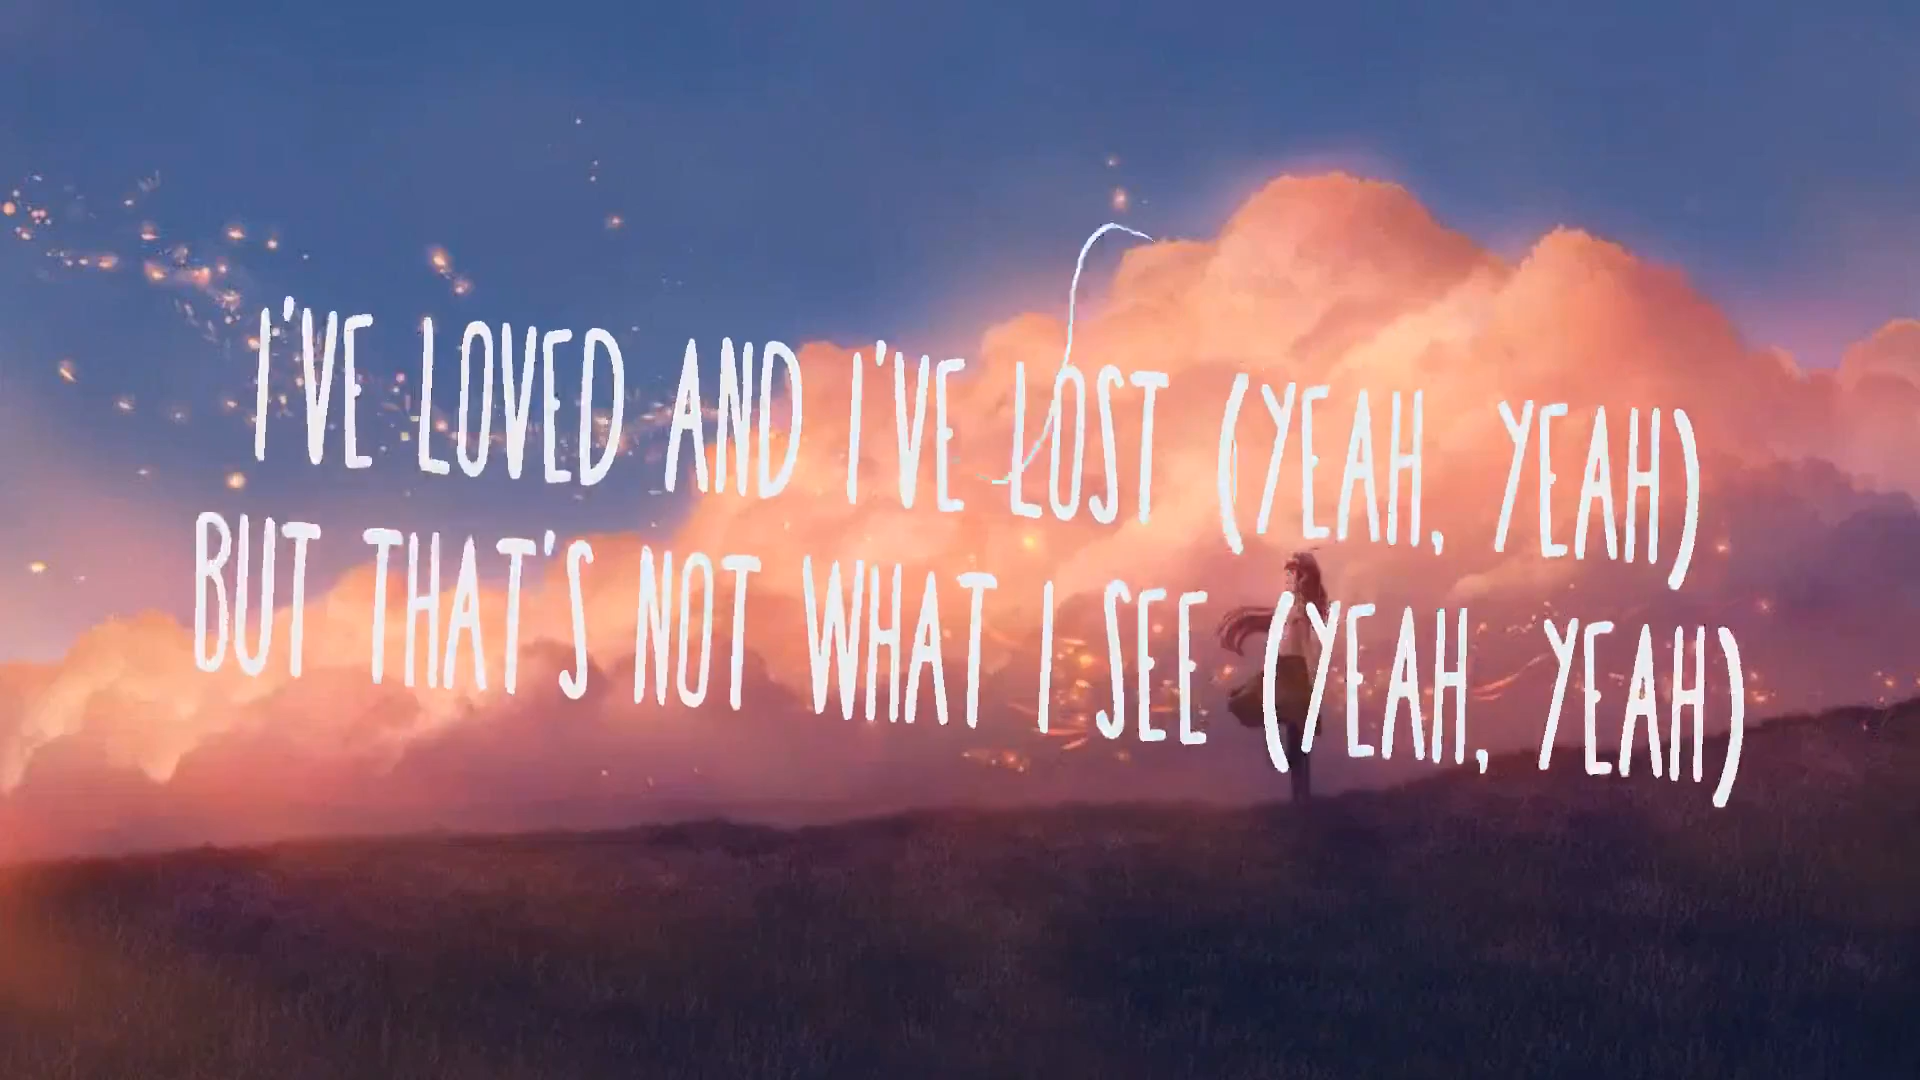 I'VE LOVED AND I'VE LOST (YEAH, YEAH)
BUT THAT'S NOT WHAT I SEE (YEAH, YEAH)